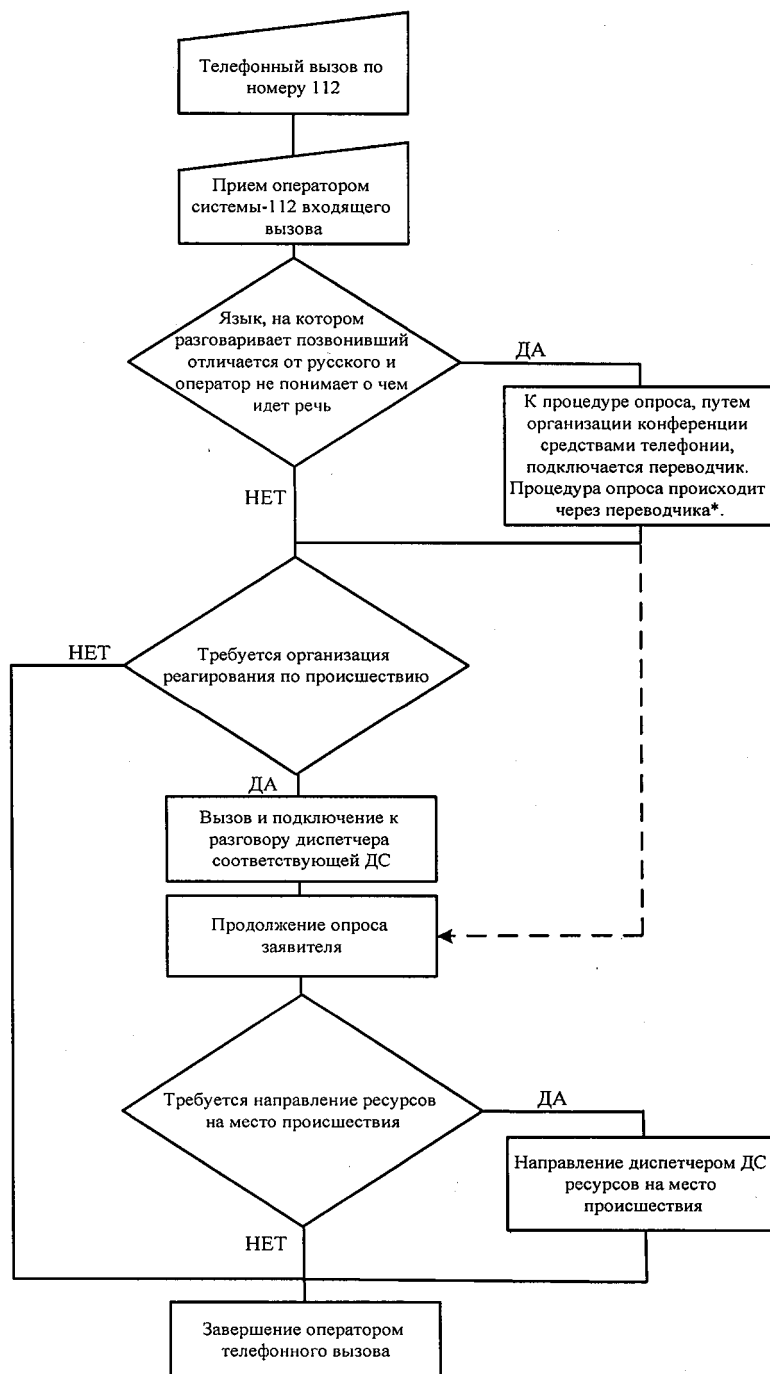 Телефонный вызов по
номеру 112
Прием оператором
системы-112 входящего
вызова
Язык, на котором
разговаривает позвонивший
отличается от русского и
оператор не понимает о чем
идет речь
ДА
К процедуре опроса, путем
организации конференции
средствами телефонии,
подключается переводчик.
Процедура опроса происходит
через переводчика*.
НЕТ
НЕТ
Требуется организация
реагирования по происшествию
ДА
Вызов и подключение к
разговору диспетчера
соответствующей ДС
Продолжение опроса
заявителя
Требуется направление ресурсов
на место происшествия
ДА
Направление диспетчером ДС
ресурсов на место
происшествия
НЕТ
Завершение оператором
телефонного вызова